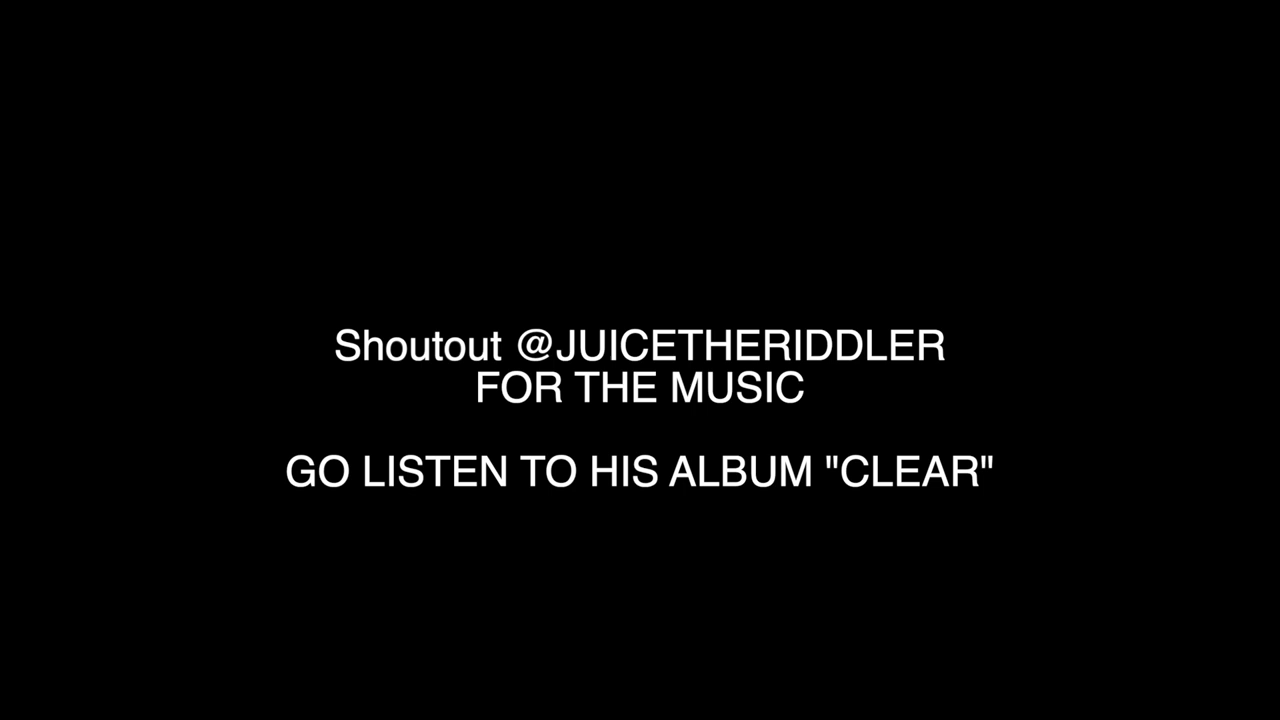 Shoutout @JUICETHERIDDLER
FOR THE MUSIC
GO LISTEN TO HIS ALBUM "CLEAR"